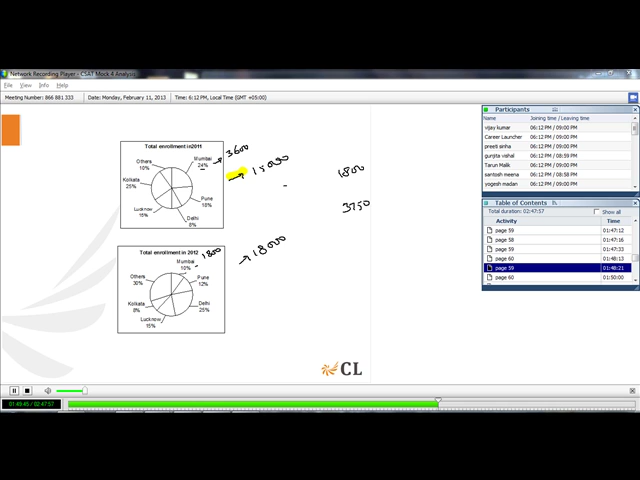 Network Recording Player - CSAT Mock 4 Analysis
File View Info Help
Meeting Number: 866 881 333 Date: Monday, February 11, 2013 Time: 6:12 PM, Local Time (GMT +05:00)
Total enrollment in2011
Others
10%
Mumbai
24%
Kolkata
25%
Pune
18%
Lucknow
15%
Delhi
8%
3600
15000
1800
3750
Total enrollment in 2012
Mumbai
10%
1800
Others
30%
Pune
12%
Kolkata
8%
Delhi
25%
Lucknow
15%
18000
CL
Participants
Name Joining time / Leaving time
vijay kumar 06:12 PM / 09:00 PM
Career Launcher 06:12 PM / 09:00 PM
preeti sinha 06:12 PM / 09:00 PM
gunjita vishal 06:12 PM / 08:59 PM
Tarun Malik 06:12 PM / 09:00 PM
santosh meena 06:12 PM / 08:58 PM
yogesh madan 06:12 PM / 09:00 PM
Table of Contents
Total duration: 02:47:57 Show all
Activity Time
page 59 01:47:12
page 58 01:47:16
page 59 01:47:33
page 60 01:48:13
page 59 01:48:21
page 60 01:50:00
01:49:45 / 02:47:57